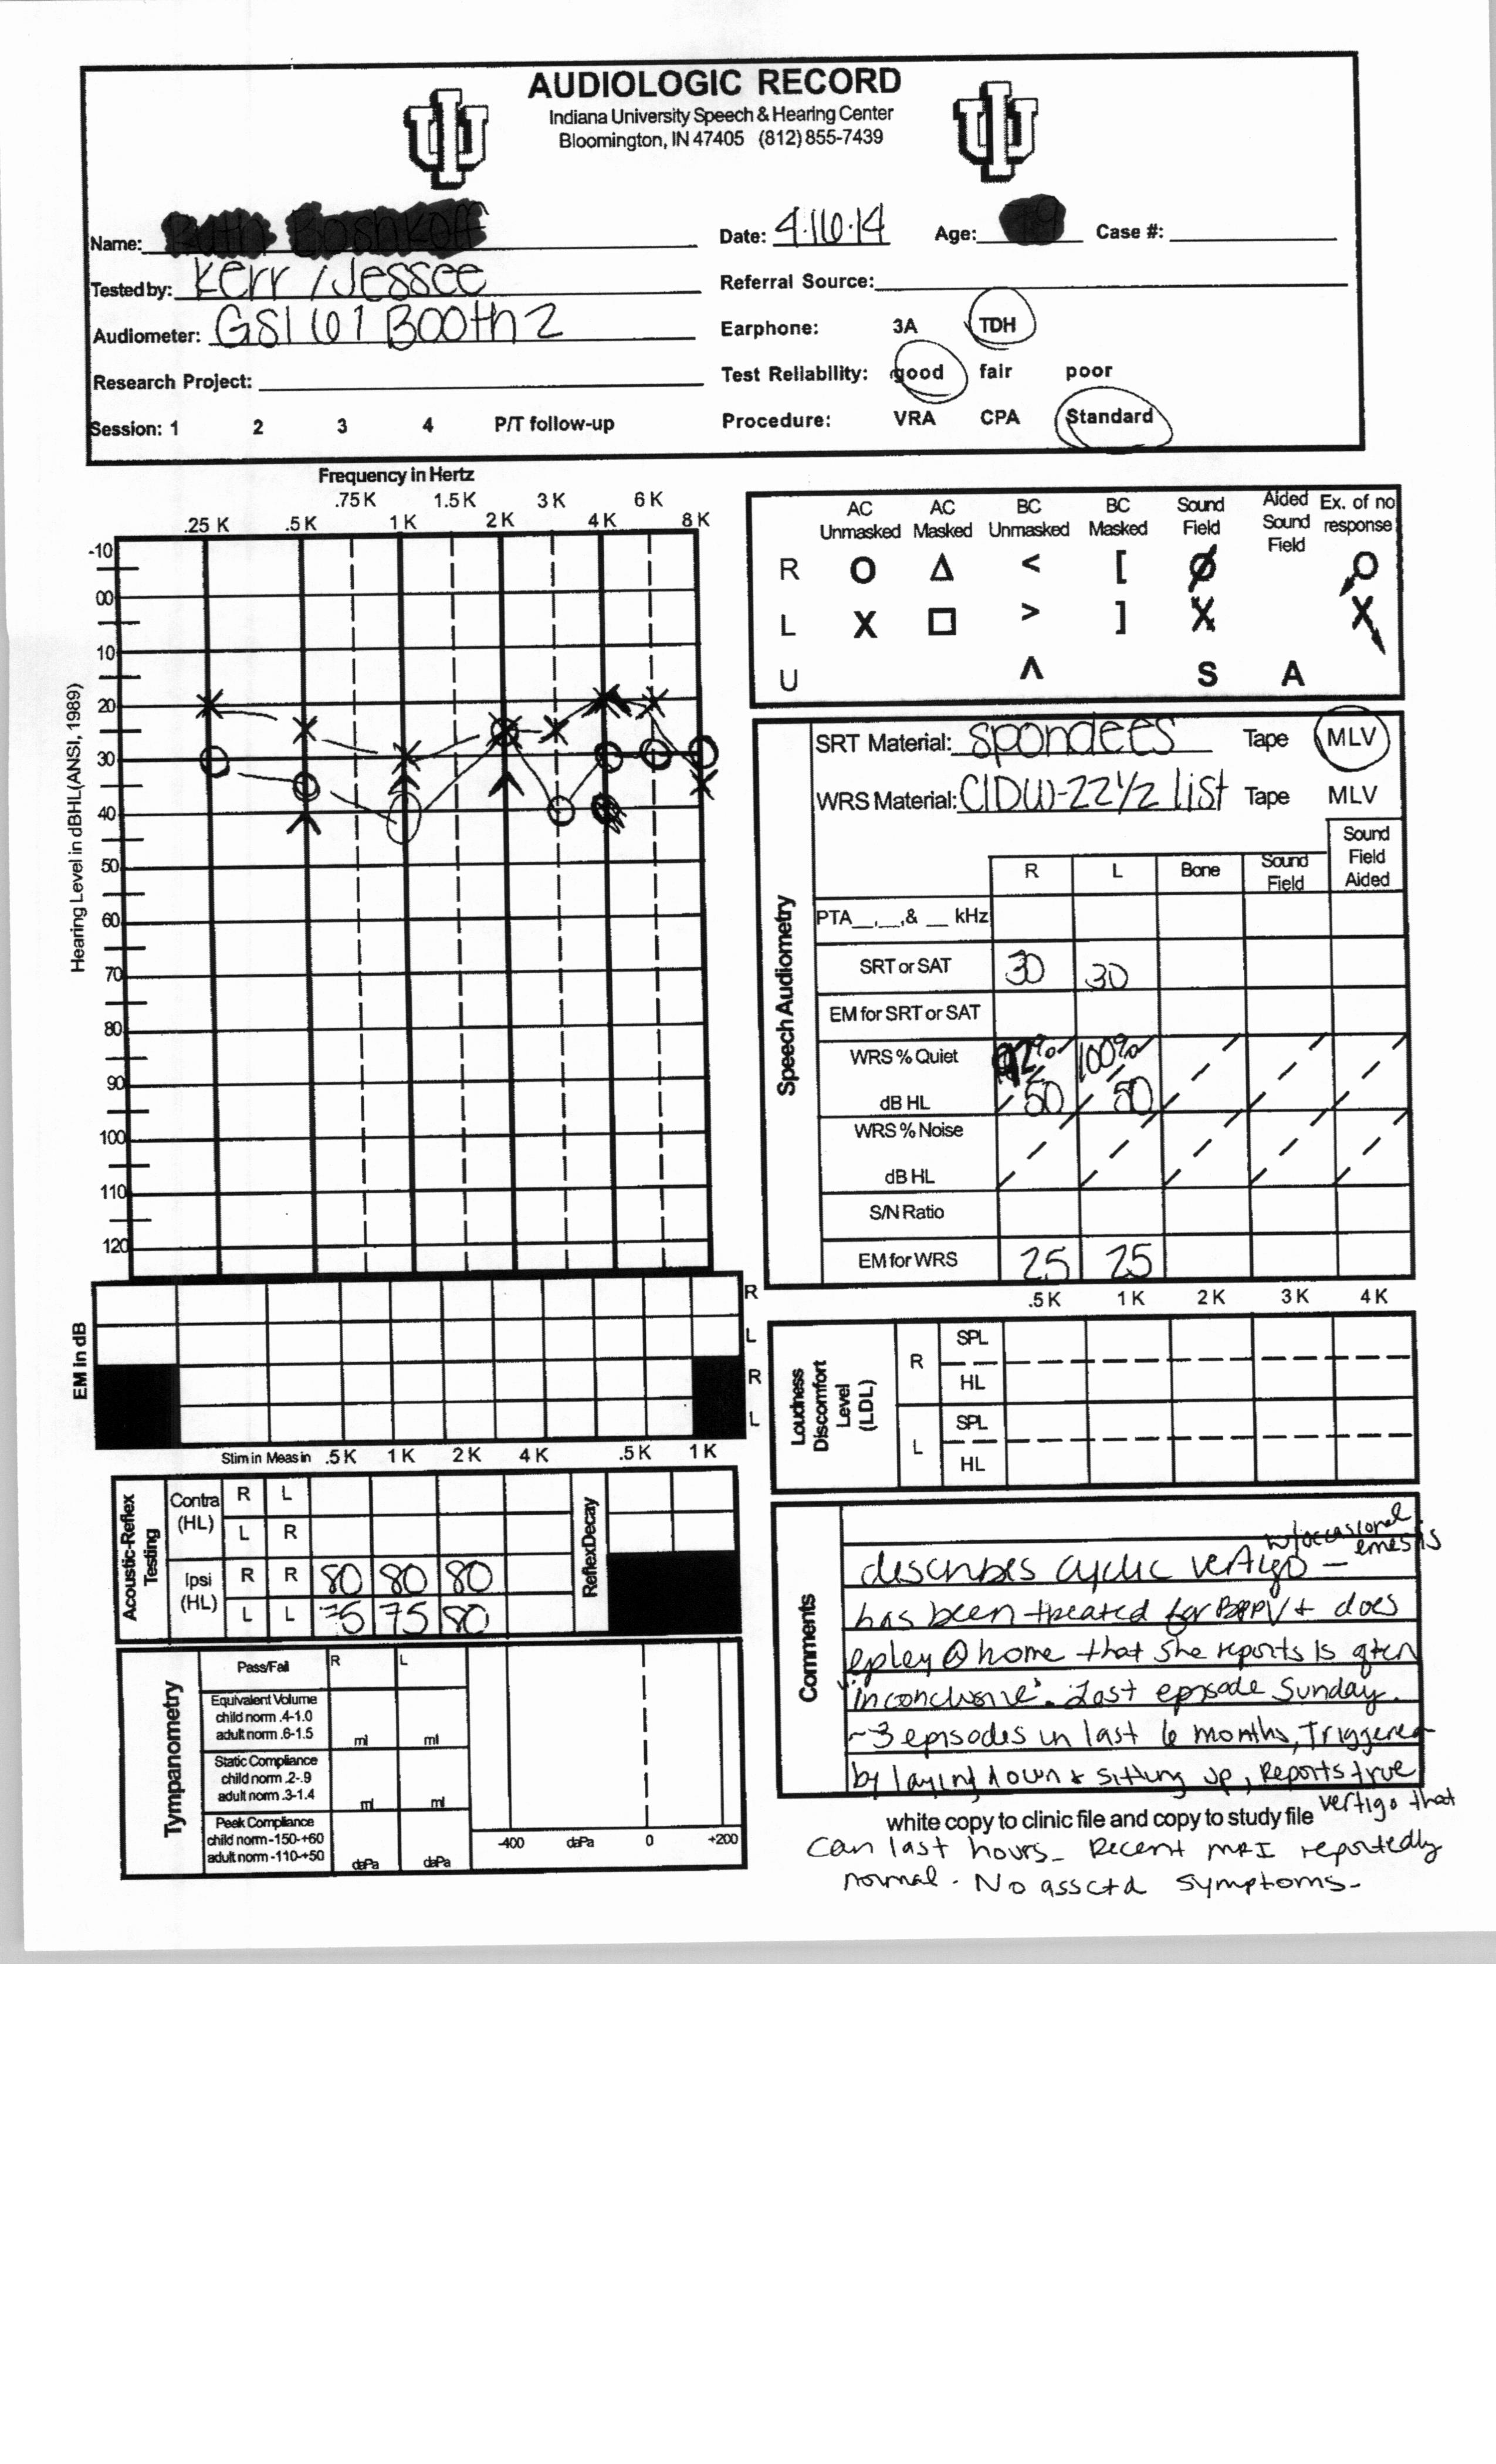 AUDIOLOGIC RECORD
Indiana University Speech & Hearing Center
Bloomington, IN 47405 (812) 855-7439
Name:
Date: 4.16.14 Age: Case #:
Tested by: Kerr / Jessee
Referral Source:
Audiometer: GSI 61 Booth 2
Earphone: 3A TDH
Research Project:
Test Reliability: good fair poor
Session: 1 2 3 4 P/T follow-up
Procedure: VRA CPA Standard
Frequency in Hertz
.75 K 1.5 K 3 K 6 K
.25 K .5 K 1 K 2 K 4 K 8 K
Hearing Level in dBHL (ANSI, 1989)
-10
00
10
20
30
40
50
60
70
80
90
100
110
120
AC Unmasked AC Masked BC Unmasked BC Masked Sound Field Aided Sound Field Ex. of no response
R O Δ < [ Ø O
L X □ > ] X X
U Λ S A
Speech Audiometry
SRT Material: spondees Tape MLV
WRS Material: CIDW-22 1/2 list Tape MLV
R L Bone Sound Field Sound Field Aided
PTA__,__,& __ kHz
SRT or SAT 30 30
EM for SRT or SAT
WRS % Quiet 92% 100%
dB HL 50 50
WRS % Noise
dB HL
S/N Ratio
EM for WRS 25 25
EM in dB
R
L
R
L
.5 K 1 K 2 K 3 K 4 K
Loudness Discomfort Level (LDL)
R SPL
HL
L SPL
HL
Stim in Meas in .5 K 1 K 2 K 4 K .5 K 1 K
Acoustic-Reflex Testing
Reflex Decay
Contra (HL) R L
L R
Ipsi (HL) R R 80 80 80
L L 75 75 80
Tympanometry
Pass/Fail R L
Equivalent Volume
child norm .4-1.0
adult norm .6-1.5 ml ml
Static Compliance
child norm .2-.9
adult norm .3-1.4 ml ml
Peak Compliance
child norm -150-+60
adult norm -110-+50 daPa daPa
-400 daPa 0 +200
Comments
w/occasional
describes cyclic vertigo – emesis
has been treated for BPPV + does
epley @ home that she reports is often
"inconclusive". Last episode Sunday.
~3 episodes in last 6 months, Triggered
by laying down & sitting up, Reports true
white copy to clinic file and copy to study file vertigo that
can last hours – Recent MRI reportedly
normal. No assctd symptoms.